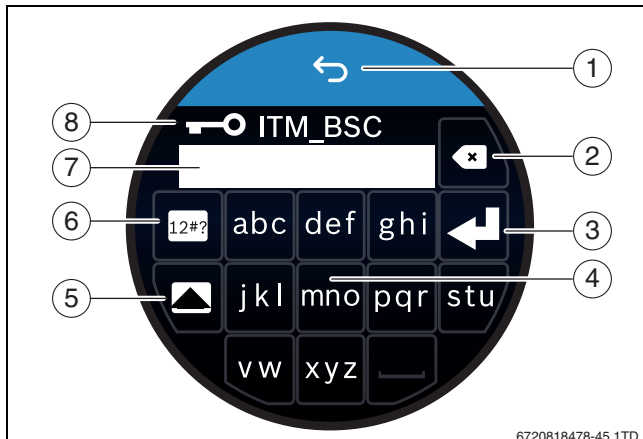 1
8 ITM_BSC
2
7
6 12#? abc def ghi 3
4
5 jkl mno pqr stu
vw xyz
6720818478-45.1TD